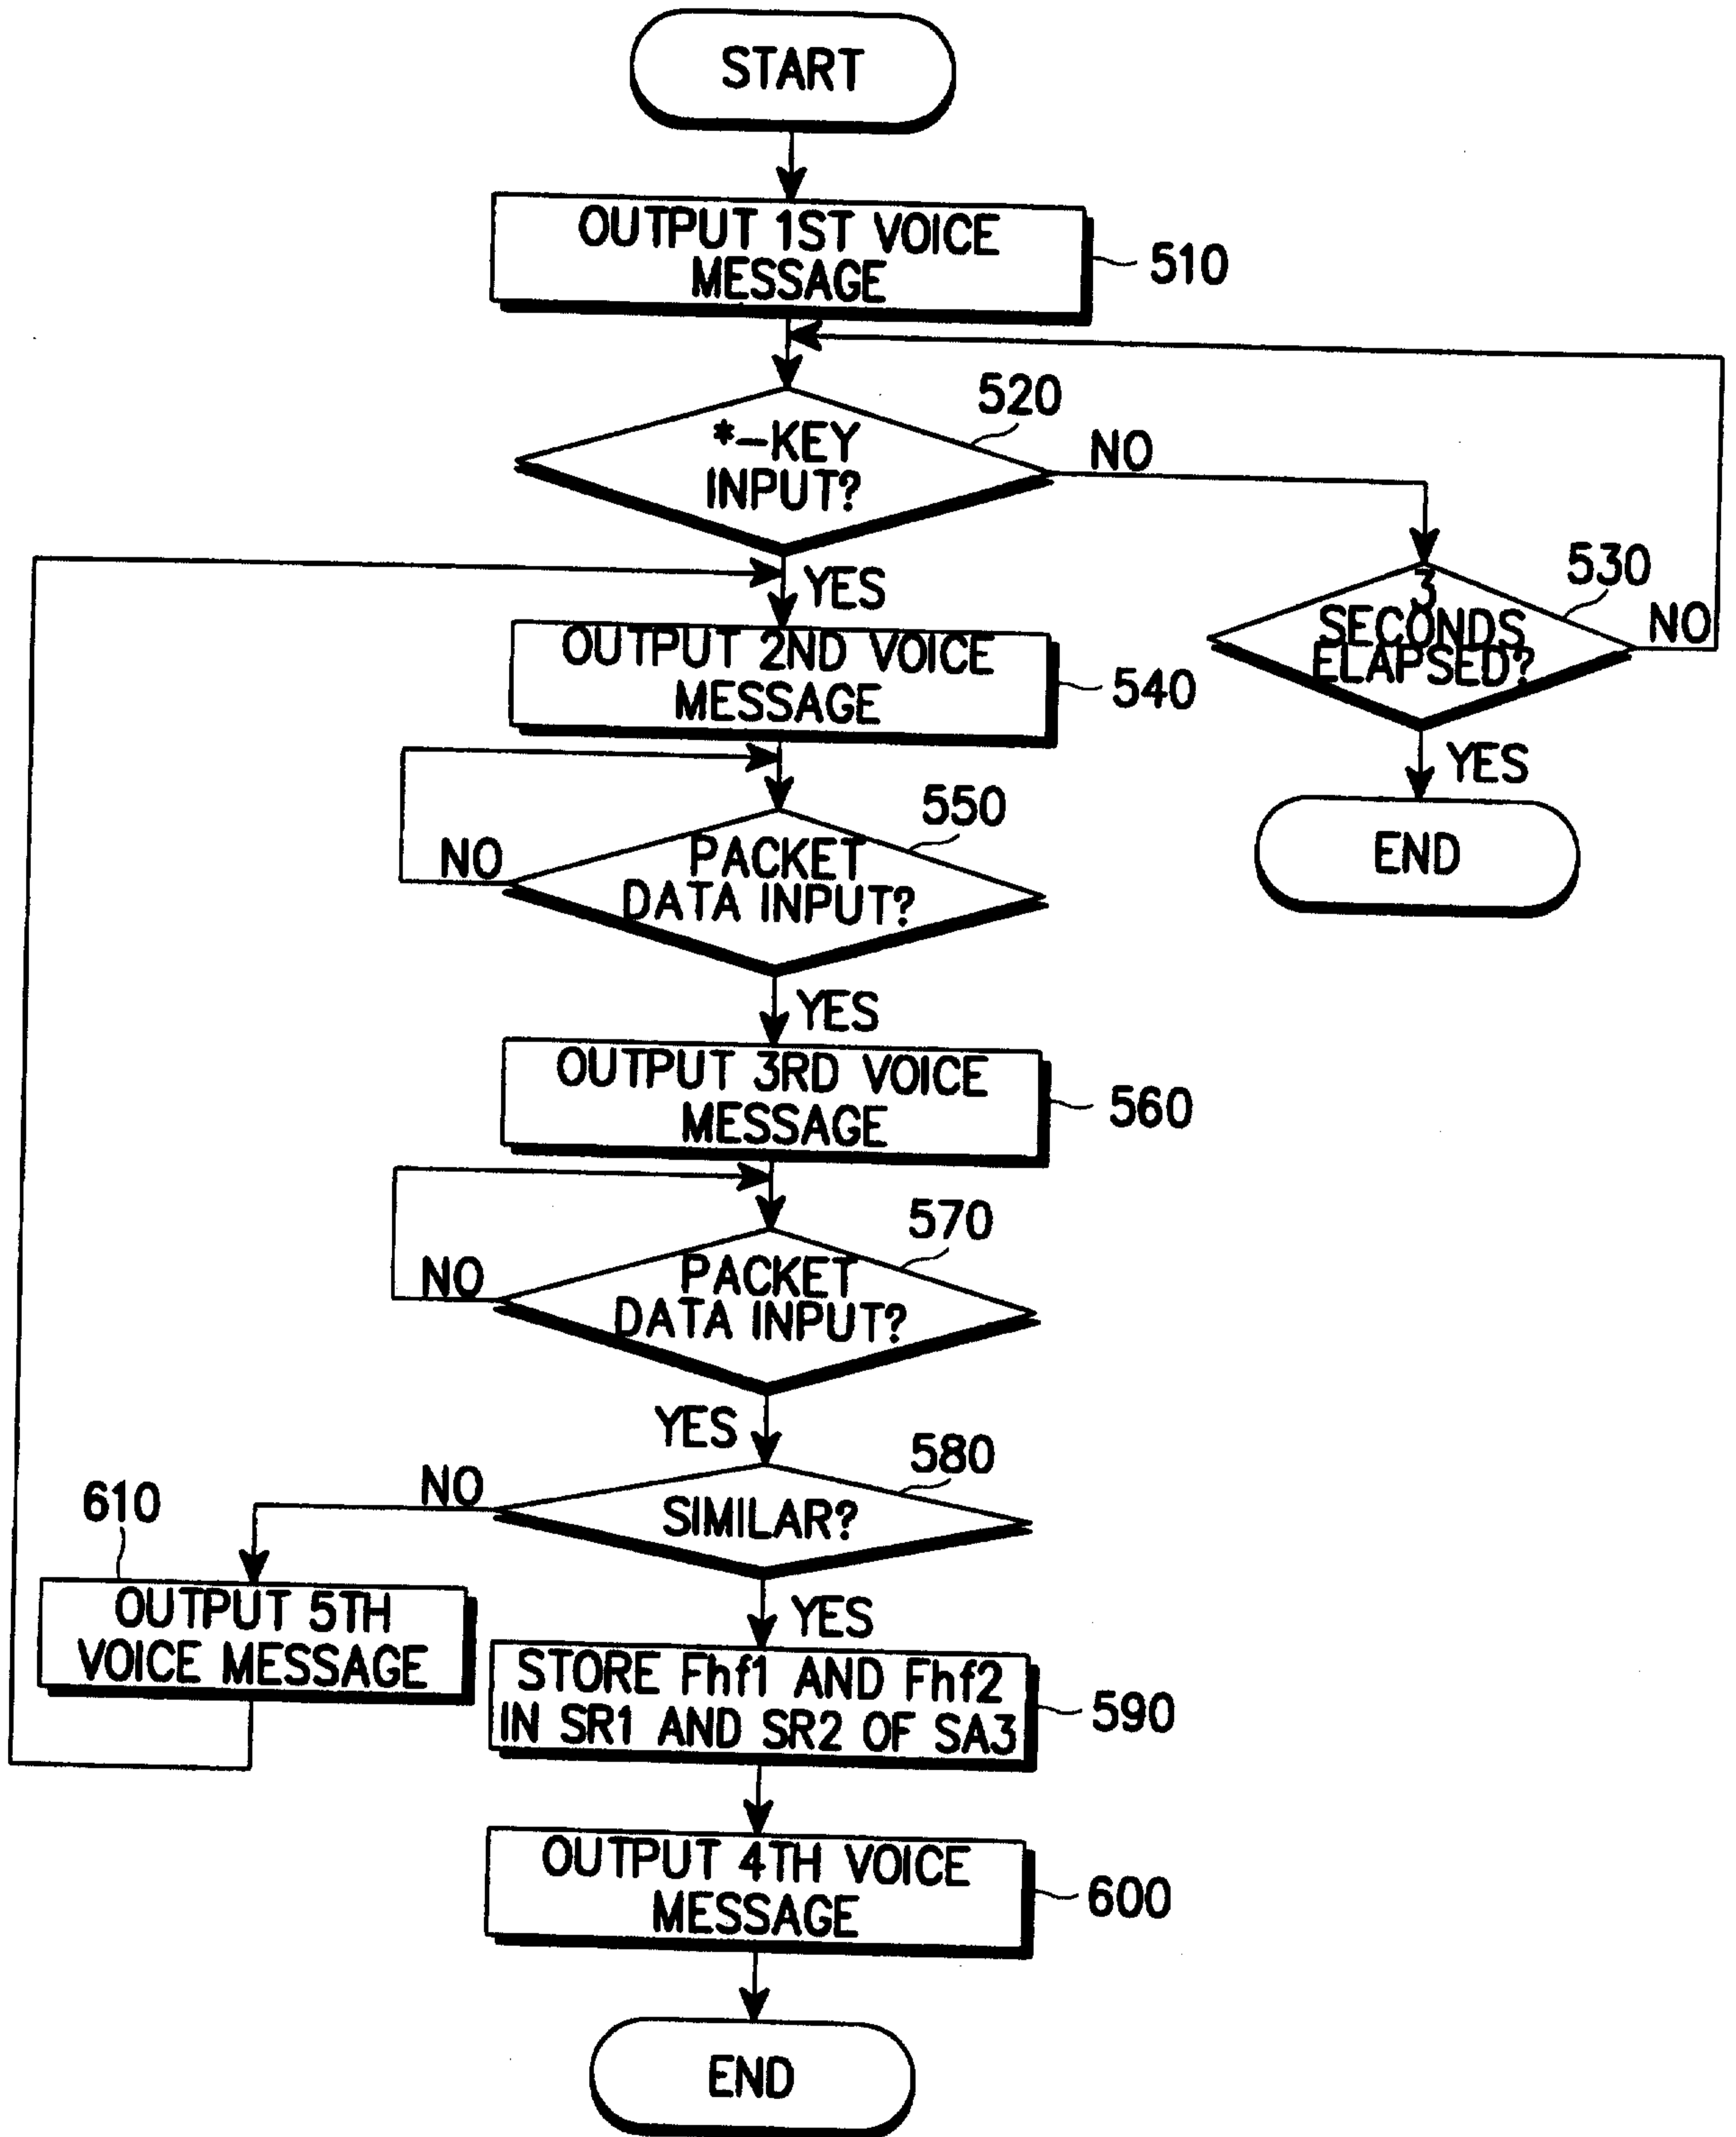 START
OUTPUT 1ST VOICE
MESSAGE
510
520
*-KEY
INPUT?
NO
YES
530
3
SECONDS
ELAPSED?
NO
YES
END
OUTPUT 2ND VOICE
MESSAGE
540
550
PACKET
DATA INPUT?
NO
YES
OUTPUT 3RD VOICE
MESSAGE
560
570
PACKET
DATA INPUT?
NO
YES
580
SIMILAR?
NO
YES
610
OUTPUT 5TH
VOICE MESSAGE
STORE Fhf1 AND Fhf2
IN SR1 AND SR2 OF SA3
590
OUTPUT 4TH VOICE
MESSAGE
600
END